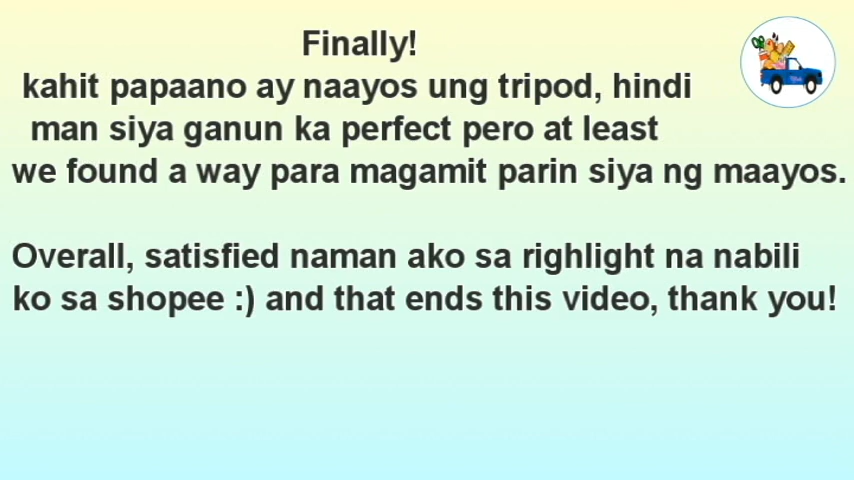 Finally!
kahit papaano ay naayos ung tripod, hindi
man siya ganun ka perfect pero at least
we found a way para magamit parin siya ng maayos.
Overall, satisfied naman ako sa righlight na nabili
ko sa shopee :) and that ends this video, thank you!